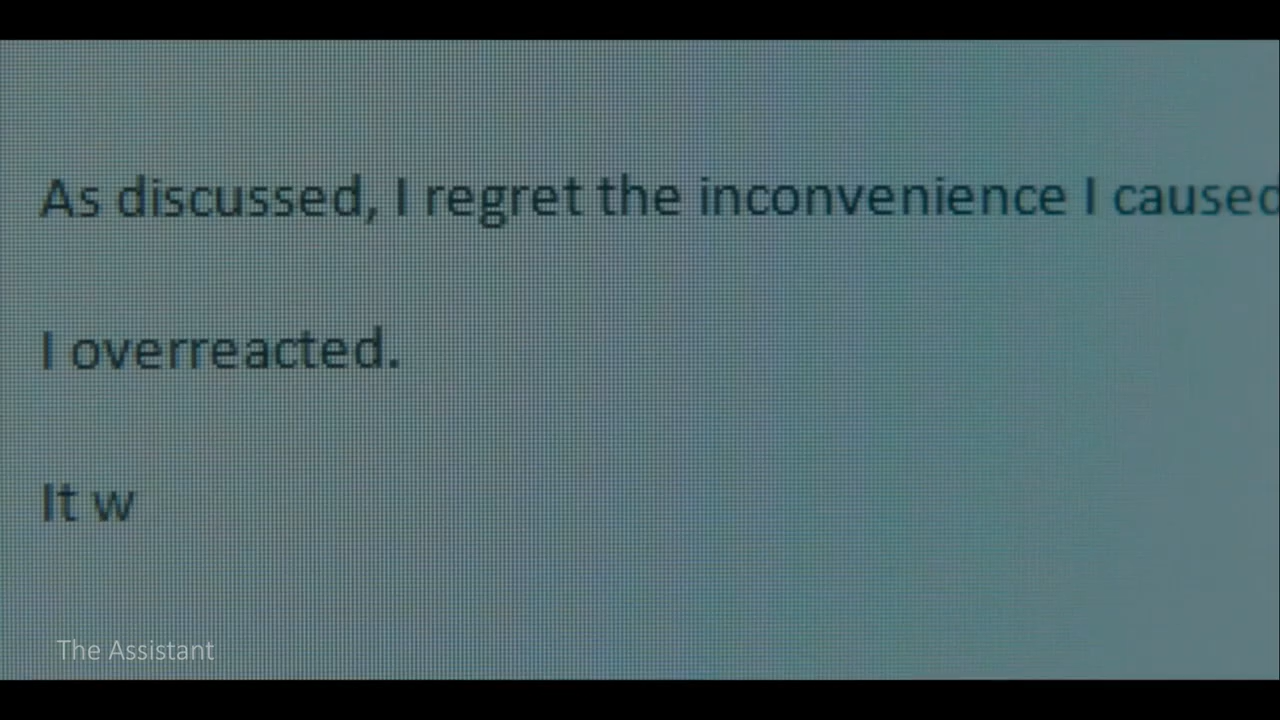 As discussed, I regret the inconvenience I caused
I overreacted.
It w
The Assistant